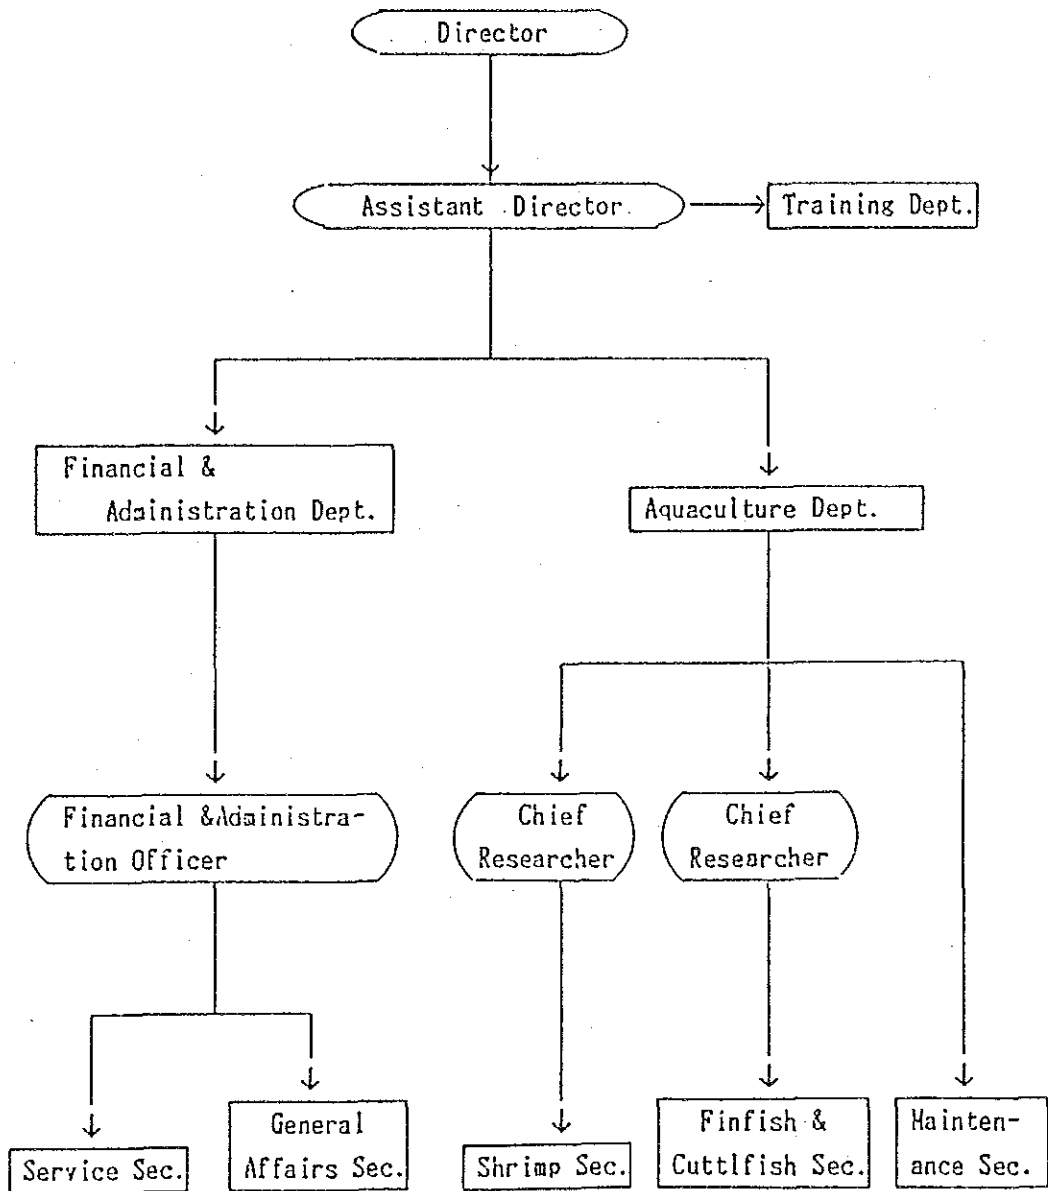 Director
Assistant Director
Training Dept.
Financial &
Administration Dept.
Aquaculture Dept.
Financial &Administra-
tion Officer
Chief
Researcher
Chief
Researcher
Service Sec.
General
Affairs Sec.
Shrimp Sec.
Finfish &
Cuttlfish Sec.
Mainten-
ance Sec.